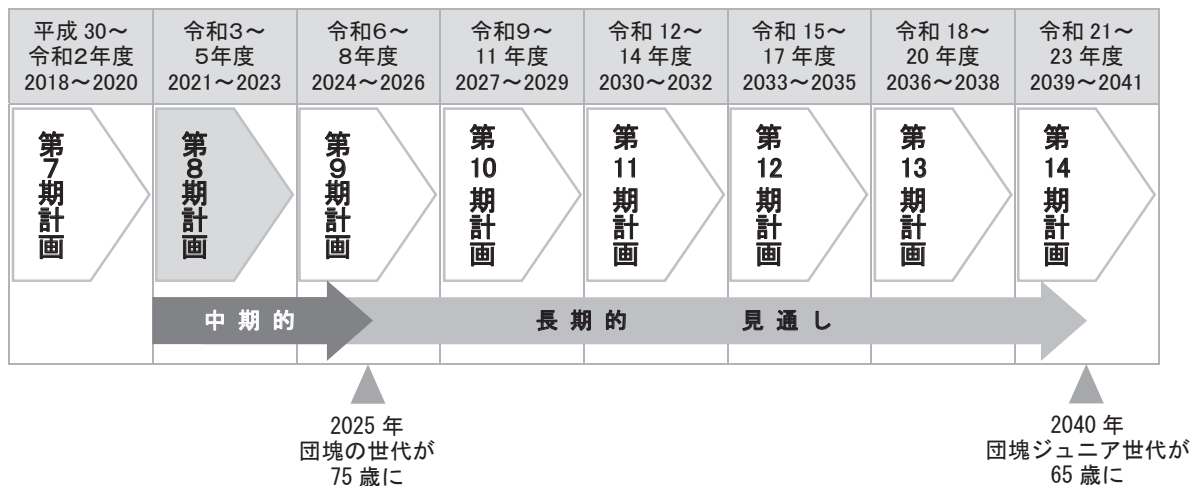 平成 30～
令和2年度
2018～2020
令和3～
5年度
2021～2023
令和6～
8年度
2024～2026
令和9～
11 年度
2027～2029
令和 12～
14 年度
2030～2032
令和 15～
17 年度
2033～2035
令和 18～
20 年度
2036～2038
令和 21～
23 年度
2039～2041
第7期計画
第8期計画
第9期計画
第10期計画
第11期計画
第12期計画
第13期計画
第14期計画
中期的
長期的 見通し
2025 年
団塊の世代が
75 歳に
2040 年
団塊ジュニア世代が
65 歳に